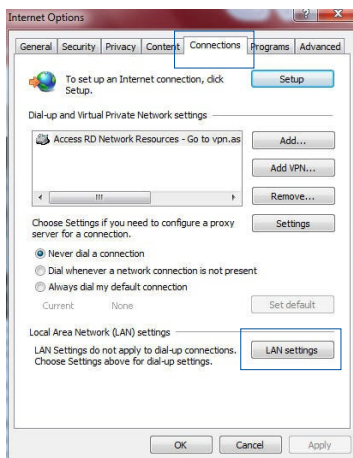 Internet Options
General Security Privacy Content Connections Programs Advanced
To set up an Internet connection, click Setup.
Setup
Dial-up and Virtual Private Network settings
Access RD Network Resources - Go to vpn.as
Add...
Add VPN...
Remove...
Choose Settings if you need to configure a proxy
server for a connection.
Settings
Never dial a connection
Dial whenever a network connection is not present
Always dial my default connection
Current None
Set default
Local Area Network (LAN) settings
LAN Settings do not apply to dial-up connections.
Choose Settings above for dial-up settings.
LAN settings
OK Cancel Apply